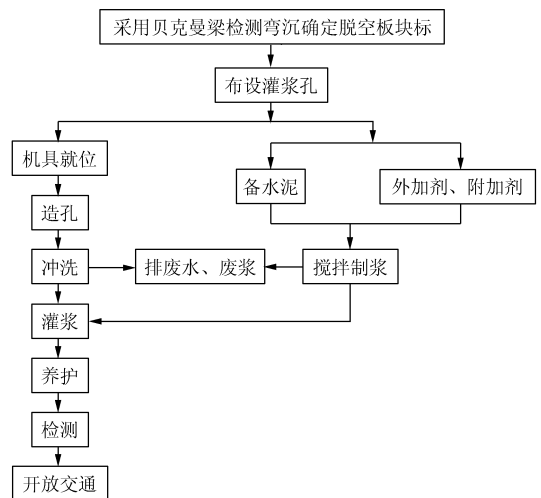 采用贝克曼梁检测弯沉确定脱空板块标
布设灌浆孔
机具就位
备水泥
外加剂、附加剂
造孔
冲洗
排废水、废浆
搅拌制浆
灌浆
养护
检测
开放交通